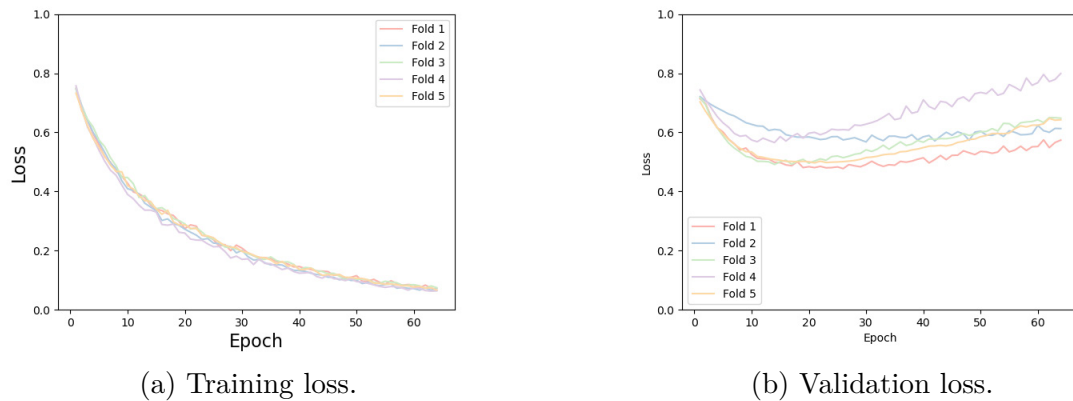 1.0
0.8
0.6
0.4
0.2
0.0
Loss
0 10 20 30 40 50 60
Epoch
Fold 1
Fold 2
Fold 3
Fold 4
Fold 5
(a) Training loss.
1.0
0.8
0.6
0.4
0.2
0.0
Loss
0 10 20 30 40 50 60
Epoch
Fold 1
Fold 2
Fold 3
Fold 4
Fold 5
(b) Validation loss.